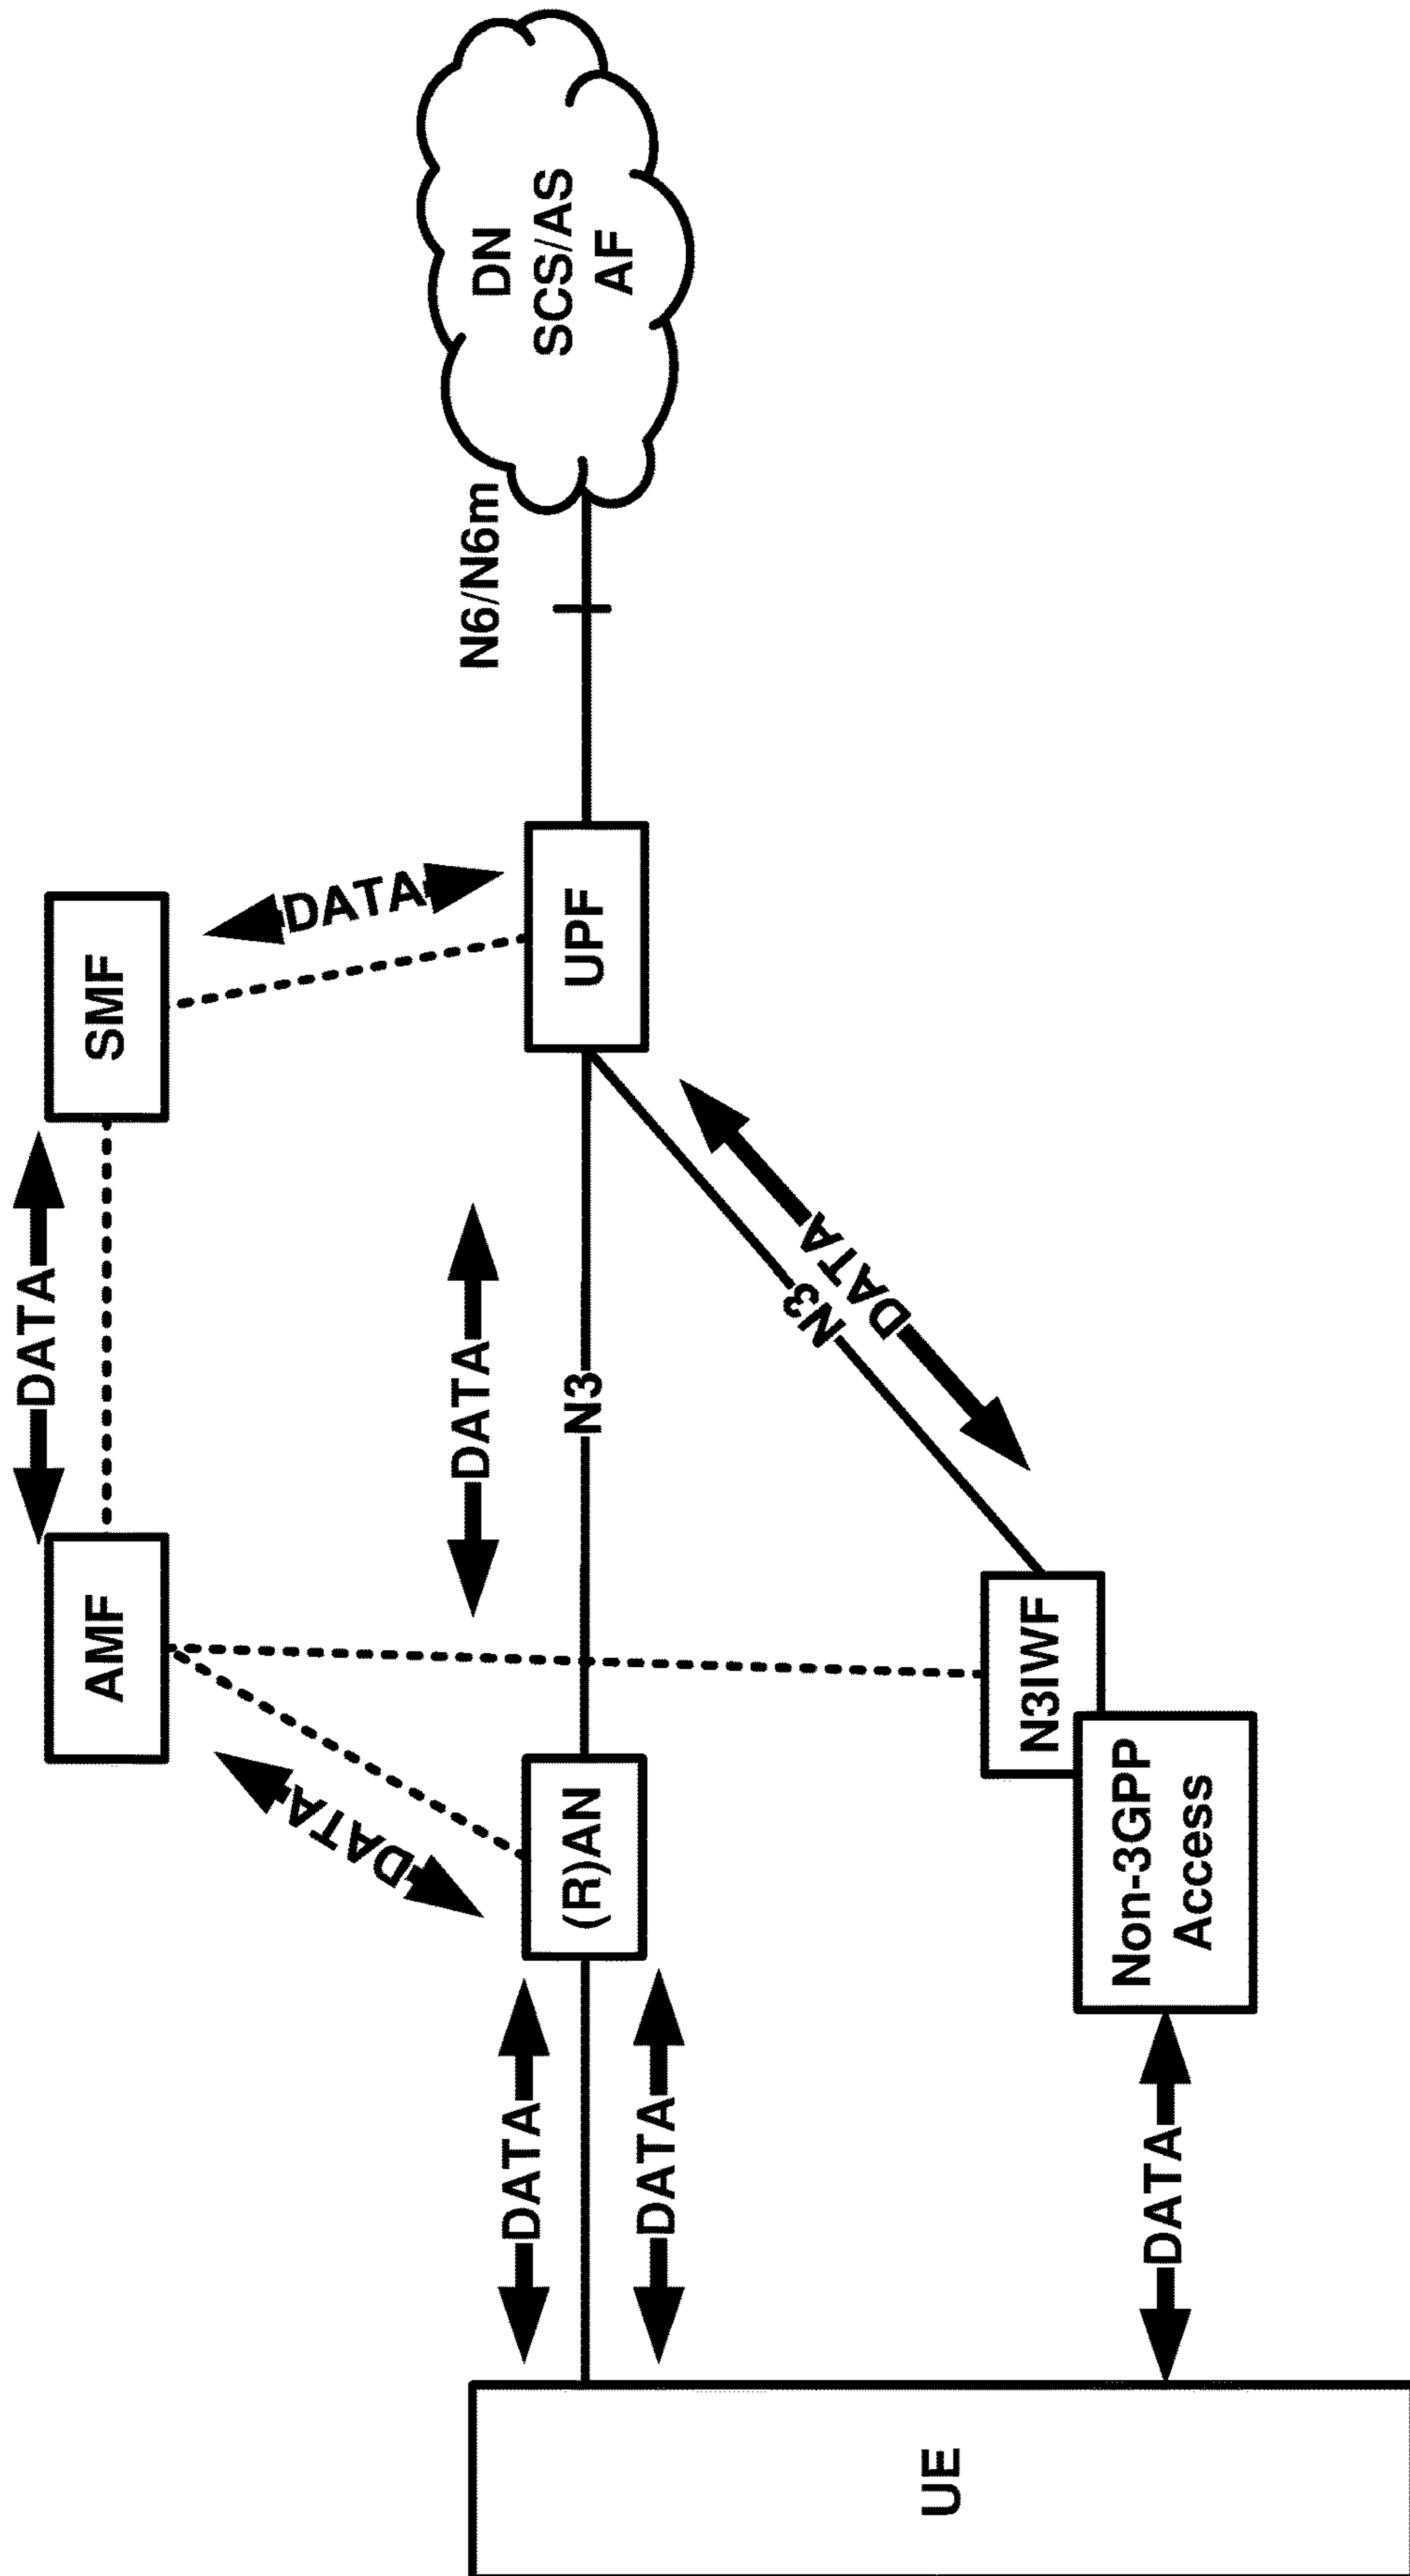 DATA
AMF
SMF
DATA
DATA
DATA
N6/N6m
DN
SCS/AS
AF
DATA
(R)AN
N3
UPF
DATA
N3
DATA
UE
N3IWF
DATA
Non-3GPP
Access